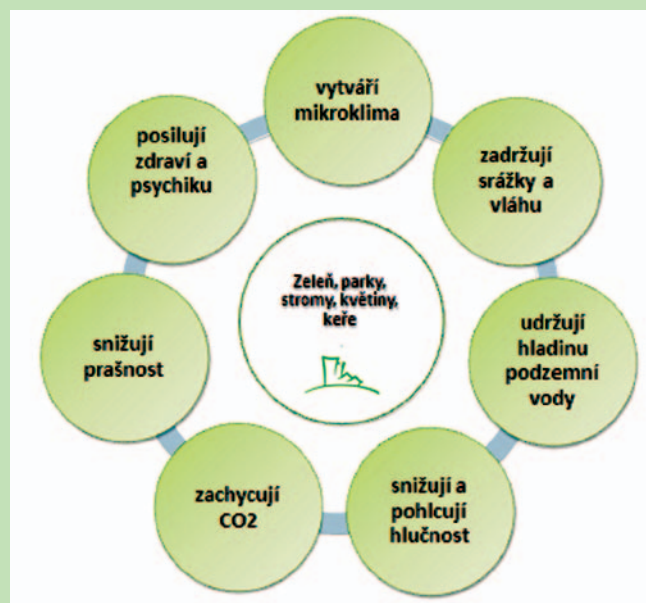 vytváří
mikroklima
zadržují
srážky a
vláhu
udržují
hladinu
podzemní
vody
snižují a
pohlcují
hlučnost
zachycují
CO2
snižují
prašnost
posilují
zdraví a
psychiku
Zeleň, parky,
stromy, květiny,
keře